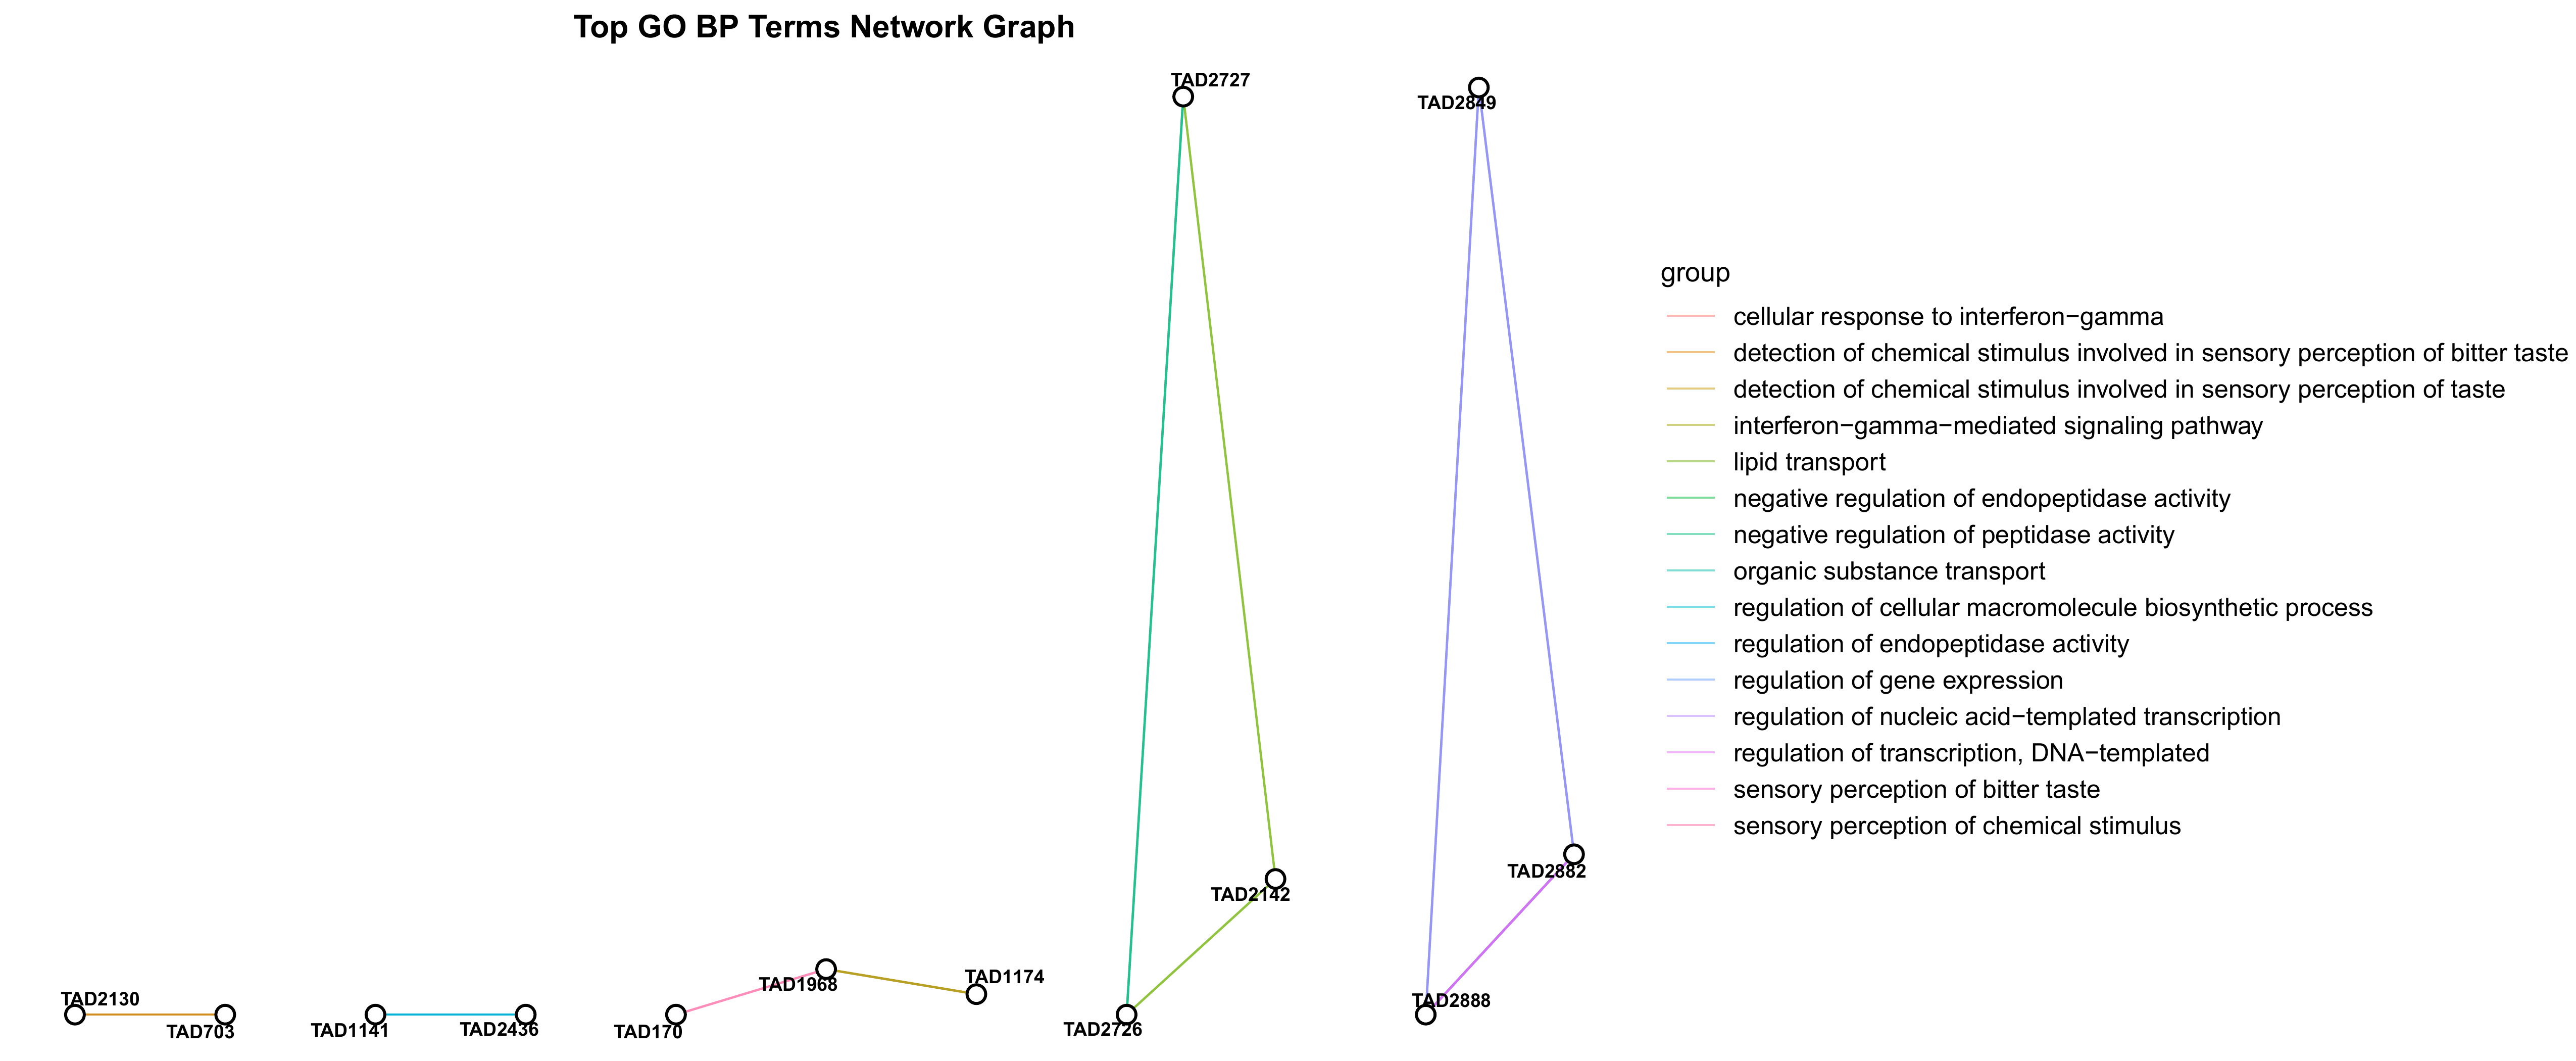 Top GO BP Terms Network Graph
TAD2727
TAD2849
group
cellular response to interferon−gamma
detection of chemical stimulus involved in sensory perception of bitter taste
detection of chemical stimulus involved in sensory perception of taste
interferon−gamma−mediated signaling pathway
lipid transport
negative regulation of endopeptidase activity
negative regulation of peptidase activity
organic substance transport
regulation of cellular macromolecule biosynthetic process
regulation of endopeptidase activity
regulation of gene expression
regulation of nucleic acid−templated transcription
regulation of transcription, DNA−templated
sensory perception of bitter taste
sensory perception of chemical stimulus
TAD2882
TAD2142
TAD1174
TAD1968
TAD2130
TAD2888
TAD703
TAD1141
TAD2436
TAD170
TAD2726